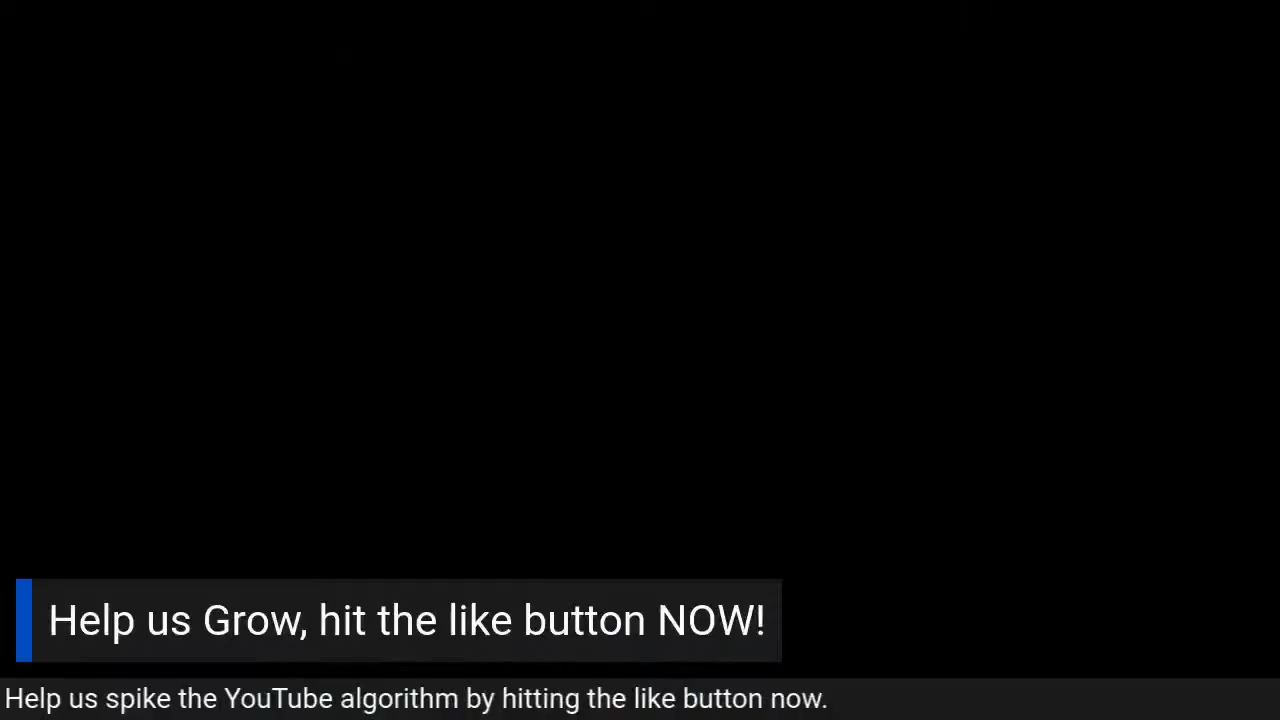 Help us Grow, hit the like button NOW!
Help us spike the YouTube algorithm by hitting the like button now.